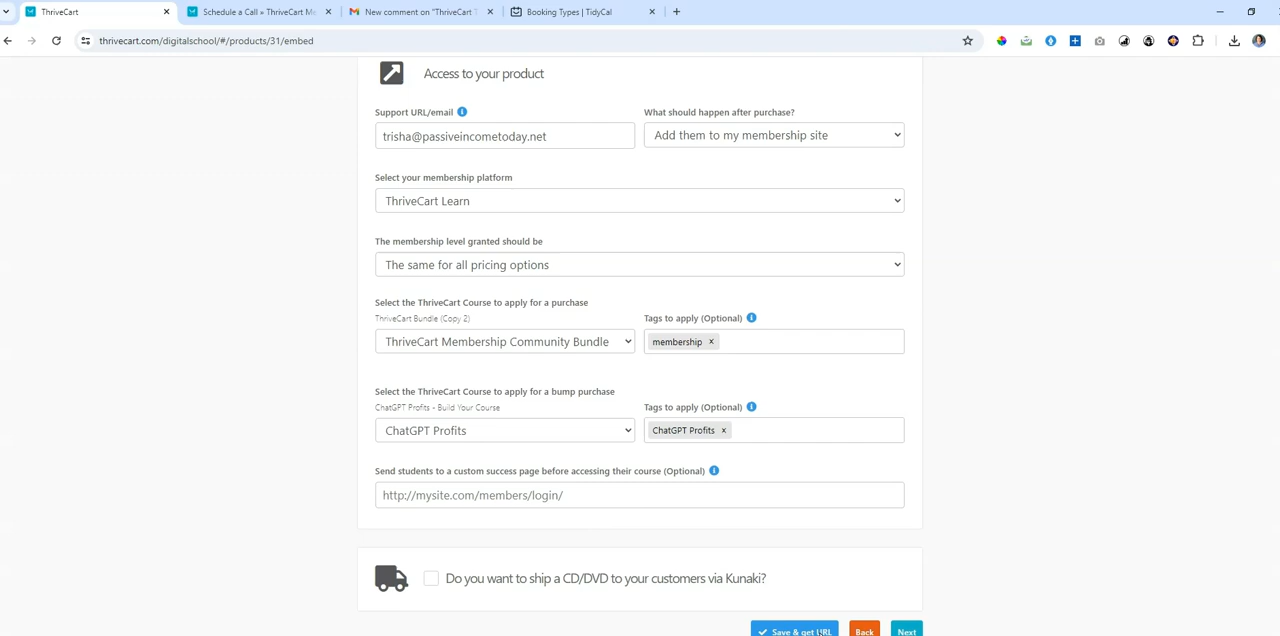 ThriveCart
Schedule a Call » ThriveCart Me
New comment on "ThriveCart T
Booking Types | TidyCal
thrivecart.com/digitalschool/#/products/31/embed
Access to your product
Support URL/email
What should happen after purchase?
trisha@passiveincometoday.net
Add them to my membership site
Select your membership platform
ThriveCart Learn
The membership level granted should be
The same for all pricing options
Select the ThriveCart Course to apply for a purchase
ThriveCart Bundle (Copy 2)
Tags to apply (Optional)
ThriveCart Membership Community Bundle
membership ×
Select the ThriveCart Course to apply for a bump purchase
ChatGPT Profits - Build Your Course
Tags to apply (Optional)
ChatGPT Profits
ChatGPT Profits ×
Send students to a custom success page before accessing their course (Optional)
http://mysite.com/members/login/
Do you want to ship a CD/DVD to your customers via Kunaki?
Save & get URL
Back
Next